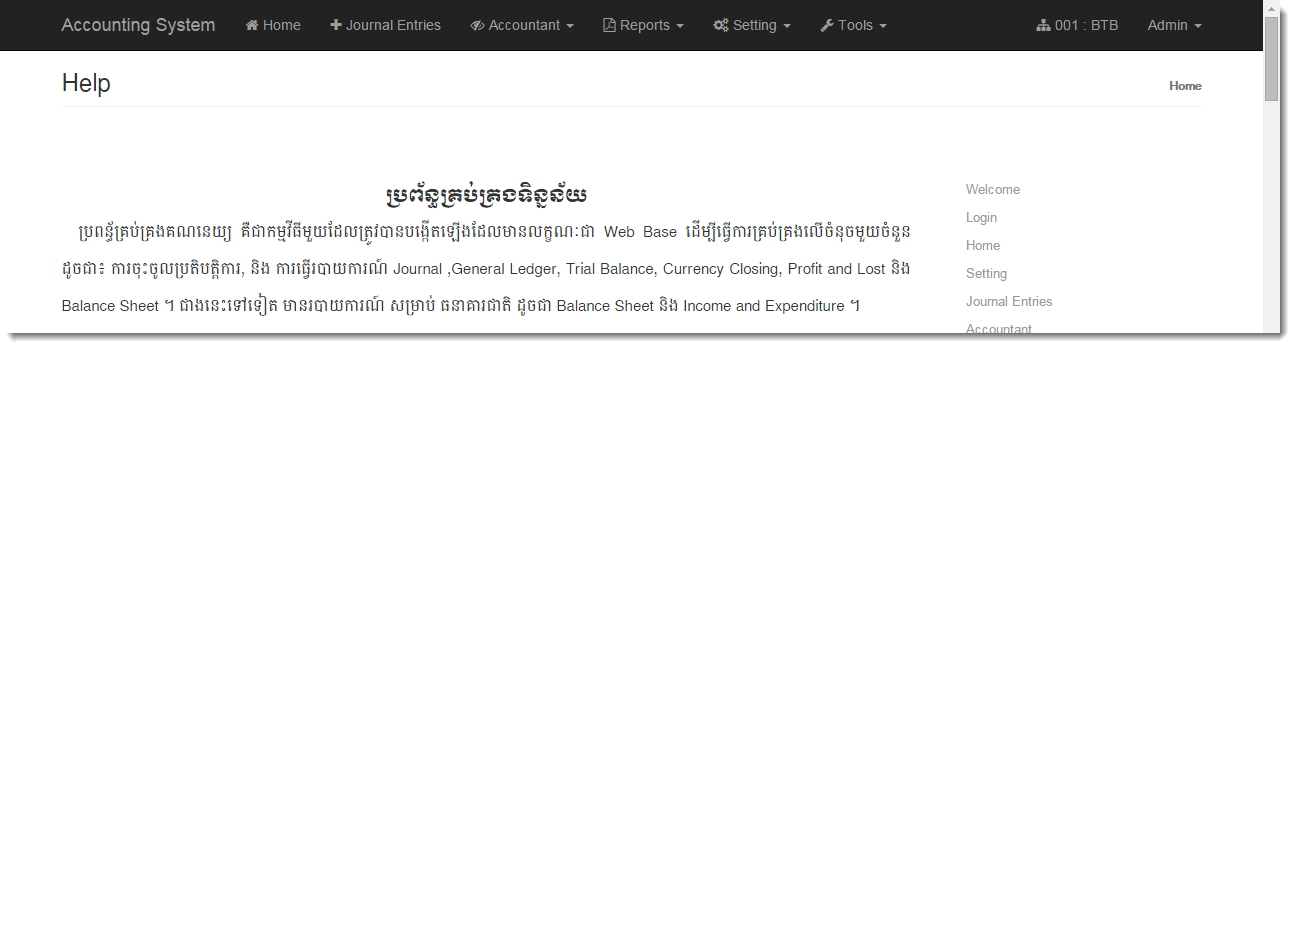 Accounting System Home Journal Entries Accountant Reports Setting Tools 001 : BTB Admin
Help Home
ប្រព័ន្ធគ្រប់គ្រងទិន្នន័យ
ប្រពន្ធ័គ្រប់គ្រងគណនេយ្យ គឺជាកម្មវីធីមួយដែលត្រូវបានបង្កើតឡើងដែលមានលក្ខណៈជា Web Base ដើម្បីធ្វើការគ្រប់គ្រងលើចំនុចមួយចំនួន
ដូចជា៖ ការចុះចូលប្រតិបត្តិការ, និង ការធ្វើរបាយការណ៍ Journal ,General Ledger, Trial Balance, Currency Closing, Profit and Lost និង
Balance Sheet ។ ជាងនេះទៅទៀត មានរបាយការណ៍ សម្រាប់ ធនាគារជាតិ ដូចជា Balance Sheet និង Income and Expenditure ។
Welcome
Login
Home
Setting
Journal Entries
Accountant